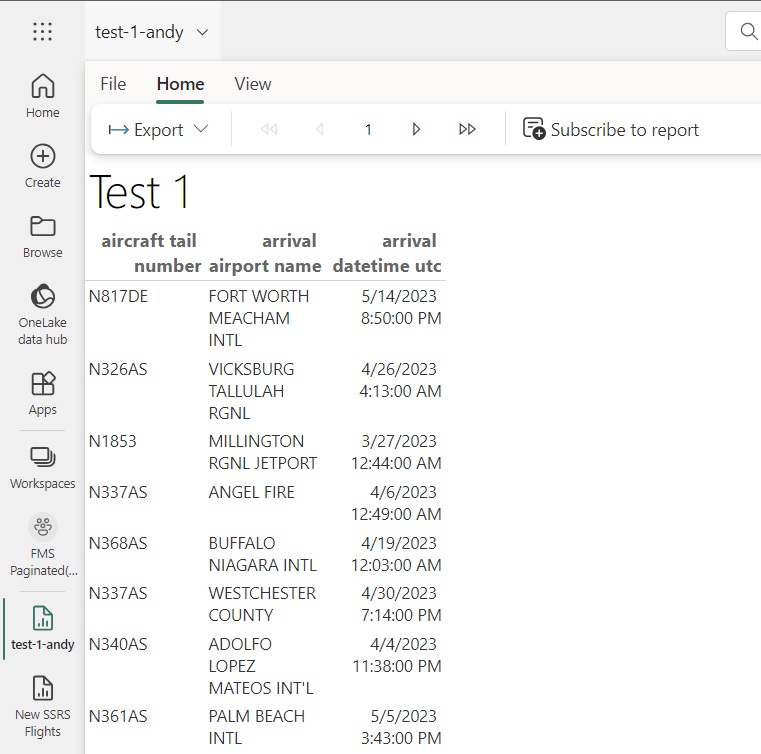 test-1-andy
File Home View
Export 1 Subscribe to report
Home
Create
Browse
OneLake
data hub
Apps
Workspaces
FMS
Paginated(...
test-1-andy
New SSRS
Flights
Test 1
aircraft tail arrival arrival
number airport name datetime utc
N817DE FORT WORTH 5/14/2023
MEACHAM 8:50:00 PM
INTL
N326AS VICKSBURG 4/26/2023
TALLULAH 4:13:00 AM
RGNL
N1853 MILLINGTON 3/27/2023
RGNL JETPORT 12:44:00 AM
N337AS ANGEL FIRE 4/6/2023
12:49:00 AM
N368AS BUFFALO 4/19/2023
NIAGARA INTL 12:03:00 AM
N337AS WESTCHESTER 4/30/2023
COUNTY 7:14:00 PM
N340AS ADOLFO 4/4/2023
LOPEZ 11:38:00 PM
MATEOS INT'L
N361AS PALM BEACH 5/5/2023
INTL 3:43:00 PM